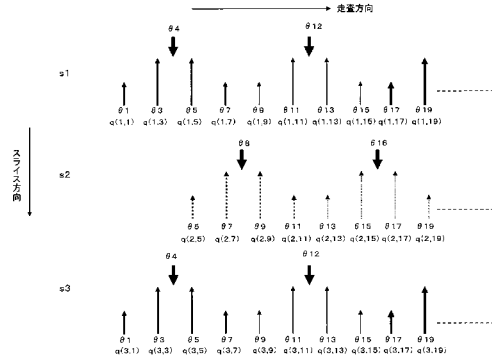 走査方向
θ4 θ12
s1
θ1 θ3 θ5 θ7 θ9 θ11 θ13 θ15 θ17 θ19
q(1,1) q(1,3) q(1,5) q(1,7) q(1,9) q(1,11) q(1,13) q(1,15) q(1,17) q(1,19)
スライス方向
θ8 θ16
s2
θ5 θ7 θ9 θ11 θ13 θ15 θ17 θ19
q(2,5) q(2,7) q(2,9) q(2,11) q(2,13) q(2,15) q(2,17) q(2,19)
θ4 θ12
s3
θ1 θ3 θ5 θ7 θ9 θ11 θ13 θ15 θ17 θ19
q(3,1) q(3,3) q(3,5) q(3,7) q(3,9) q(3,11) q(3,13) q(3,15) q(3,17) q(3,19)